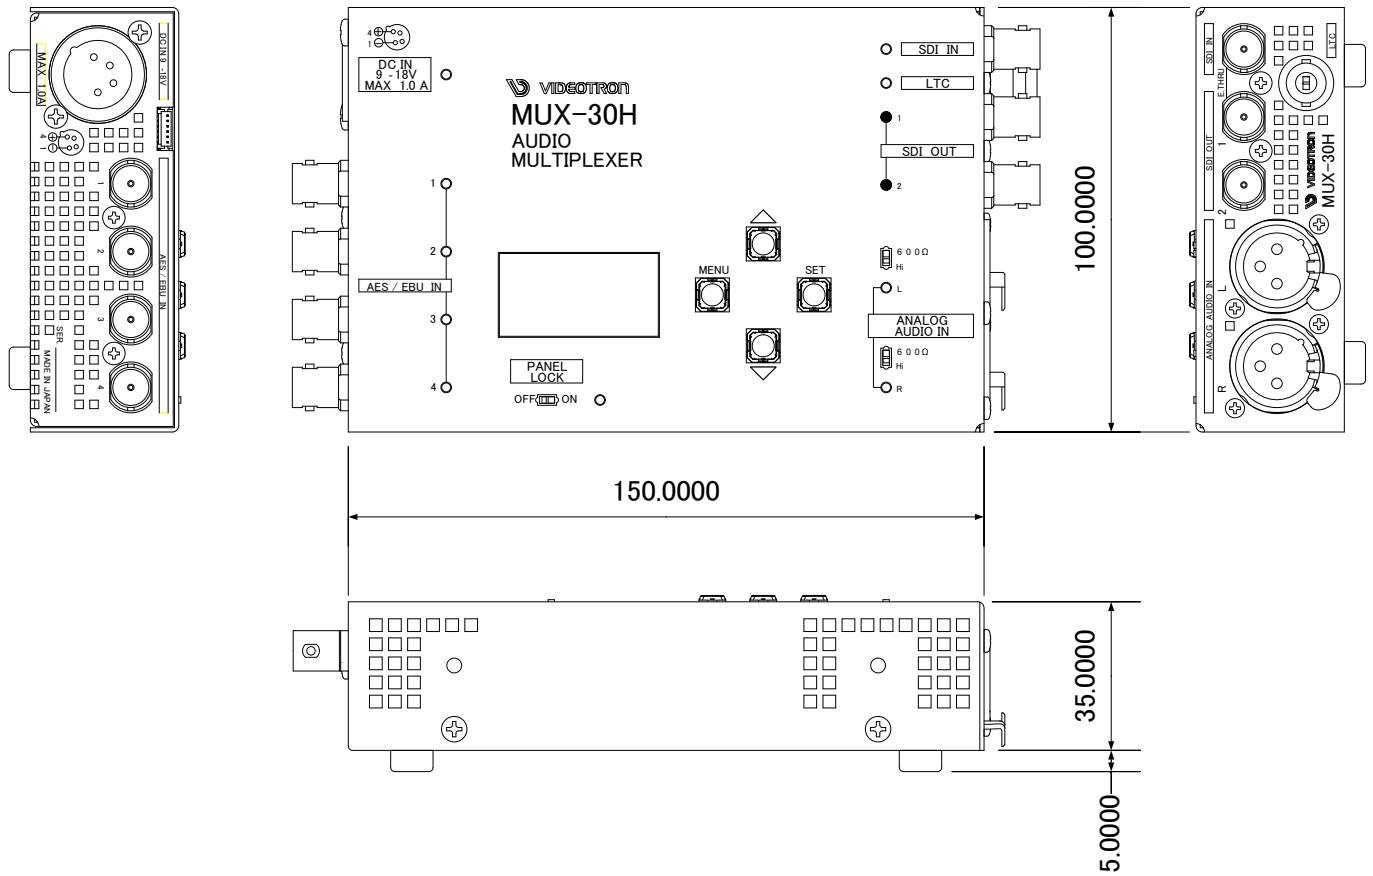 DC IN 9 -18V
MAX 1.0A
4
1
1
2
3
4
AES / EBU IN
SER.
MADE IN JAPAN
4
1
DC IN
9 -18V
MAX 1.0 A
VIDEOTRON
MUX-30H
AUDIO
MULTIPLEXER
1
2
AES / EBU IN
3
4
MENU
SET
PANEL
LOCK
OFF ON
SDI IN
LTC
1
SDI OUT
2
600Ω
Hi
L
ANALOG
AUDIO IN
600Ω
Hi
R
100.0000
SDI IN
LTC
E.THRU
1
SDI OUT
2
VIDEOTRON
MUX-30H
L
ANALOG AUDIO IN
R
150.0000
35.0000
5.0000